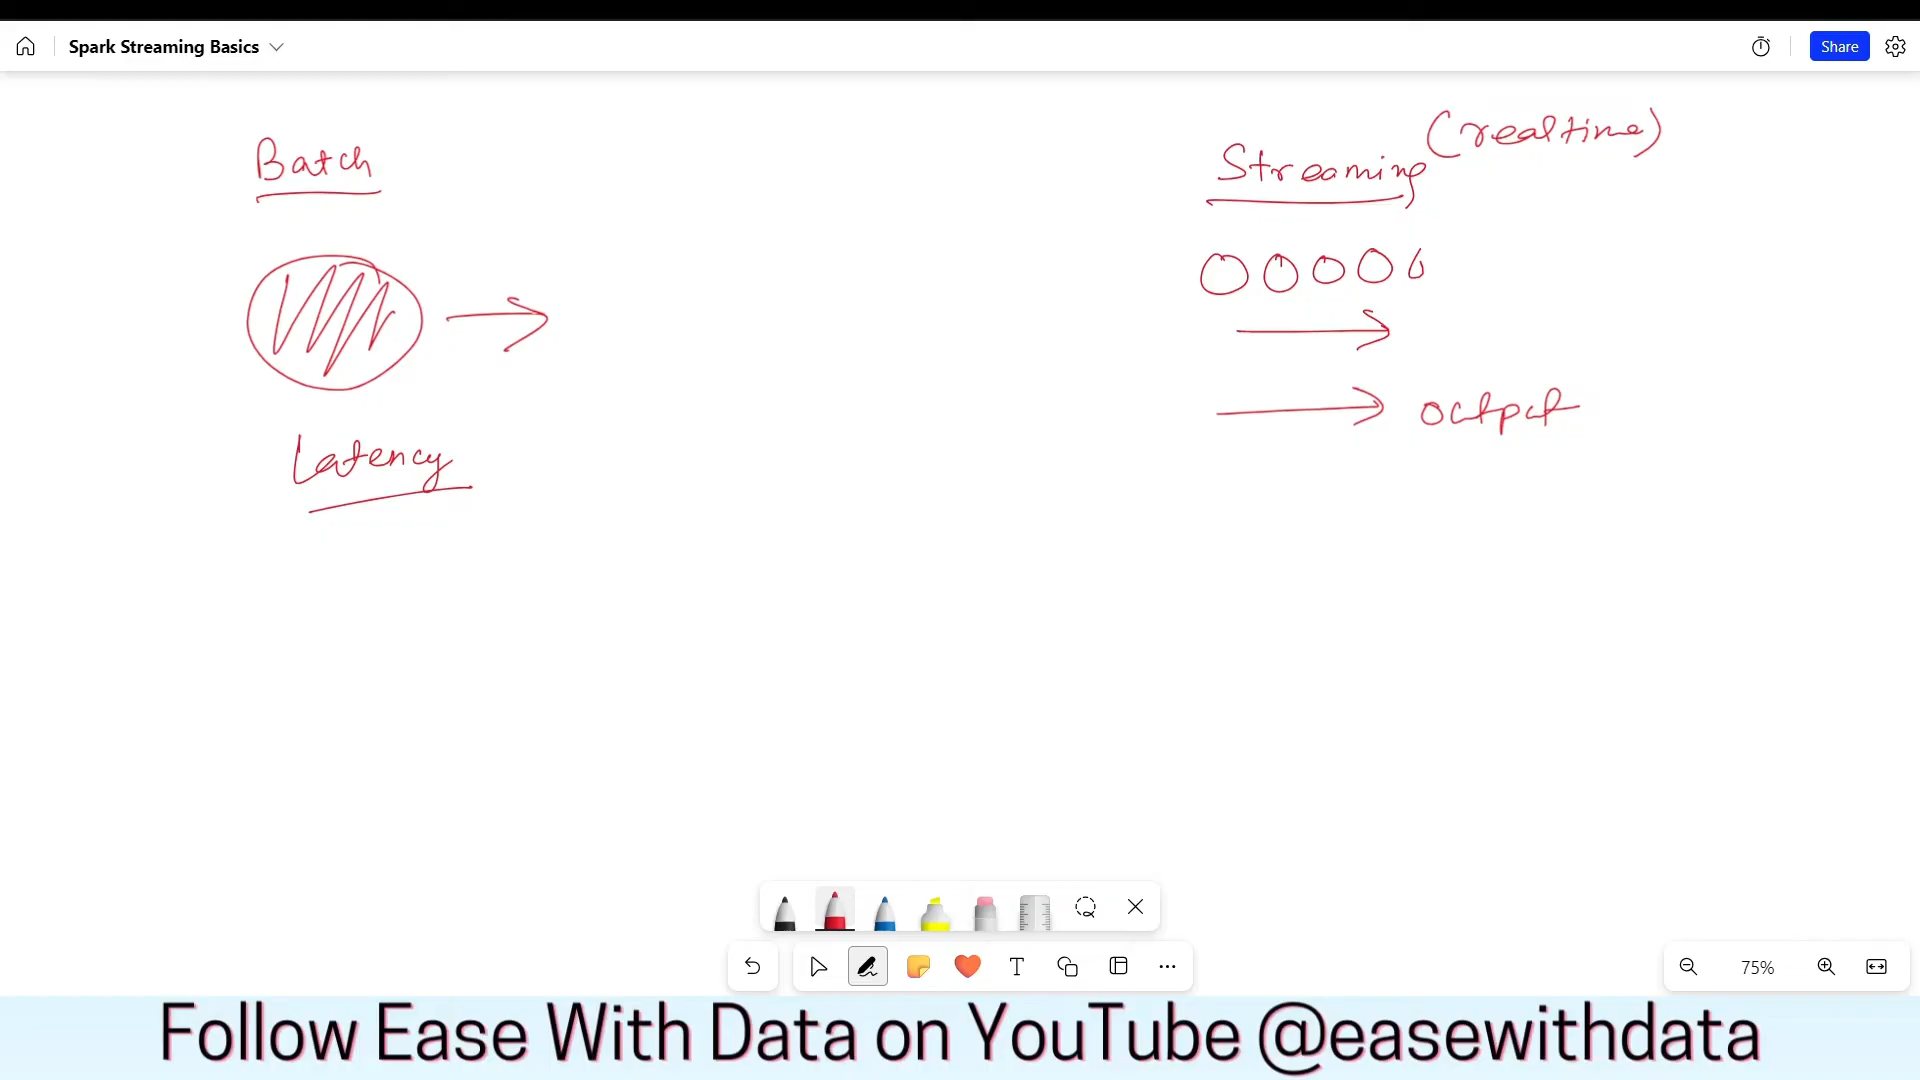 Spark Streaming Basics
Share
Batch
Streaming (realtime)
output
Latency
75%
Follow Ease With Data on YouTube @easewithdata